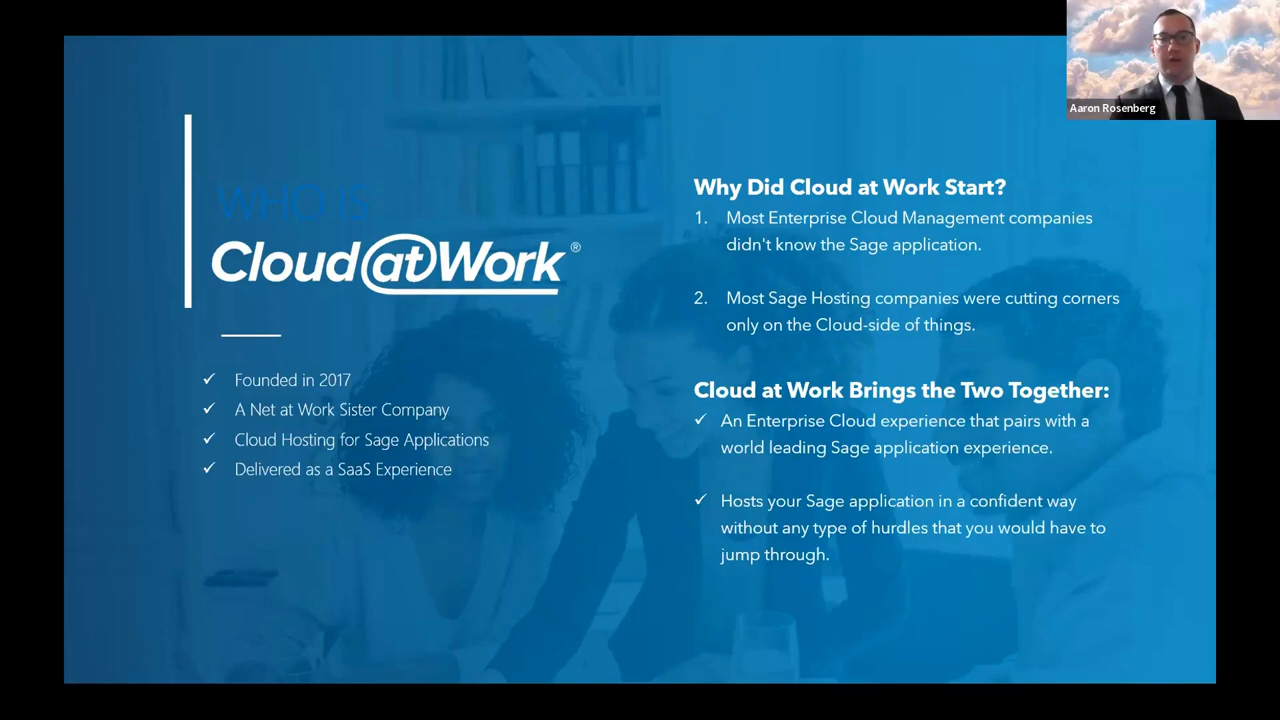 Aaron Rosenberg
WHO IS
Cloud at Work®
✓ Founded in 2017
✓ A Net at Work Sister Company
✓ Cloud Hosting for Sage Applications
✓ Delivered as a SaaS Experience
Why Did Cloud at Work Start?
1. Most Enterprise Cloud Management companies
didn't know the Sage application.
2. Most Sage Hosting companies were cutting corners
only on the Cloud-side of things.
Cloud at Work Brings the Two Together:
✓ An Enterprise Cloud experience that pairs with a
world leading Sage application experience.
✓ Hosts your Sage application in a confident way
without any type of hurdles that you would have to
jump through.